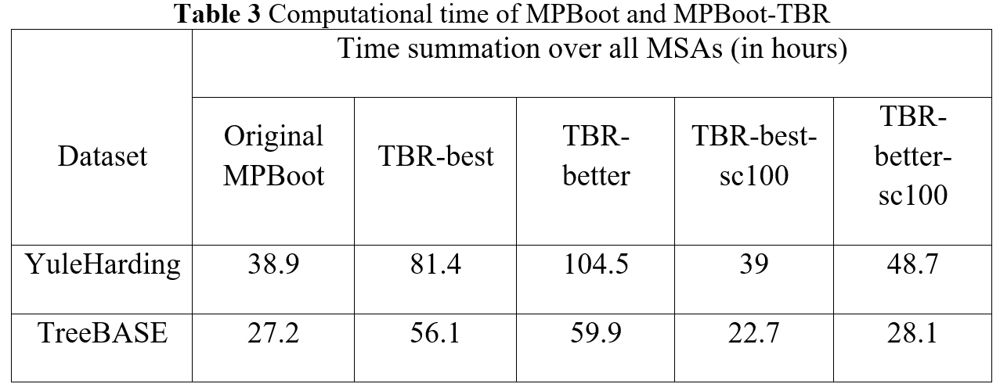 Table 3 Computational time of MPBoot and MPBoot-TBR
Dataset
Time summation over all MSAs (in hours)
Original
MPBoot
TBR-best
TBR-
better
TBR-best-
sc100
TBR-
better-
sc100
YuleHarding 38.9 81.4 104.5 39 48.7
TreeBASE 27.2 56.1 59.9 22.7 28.1